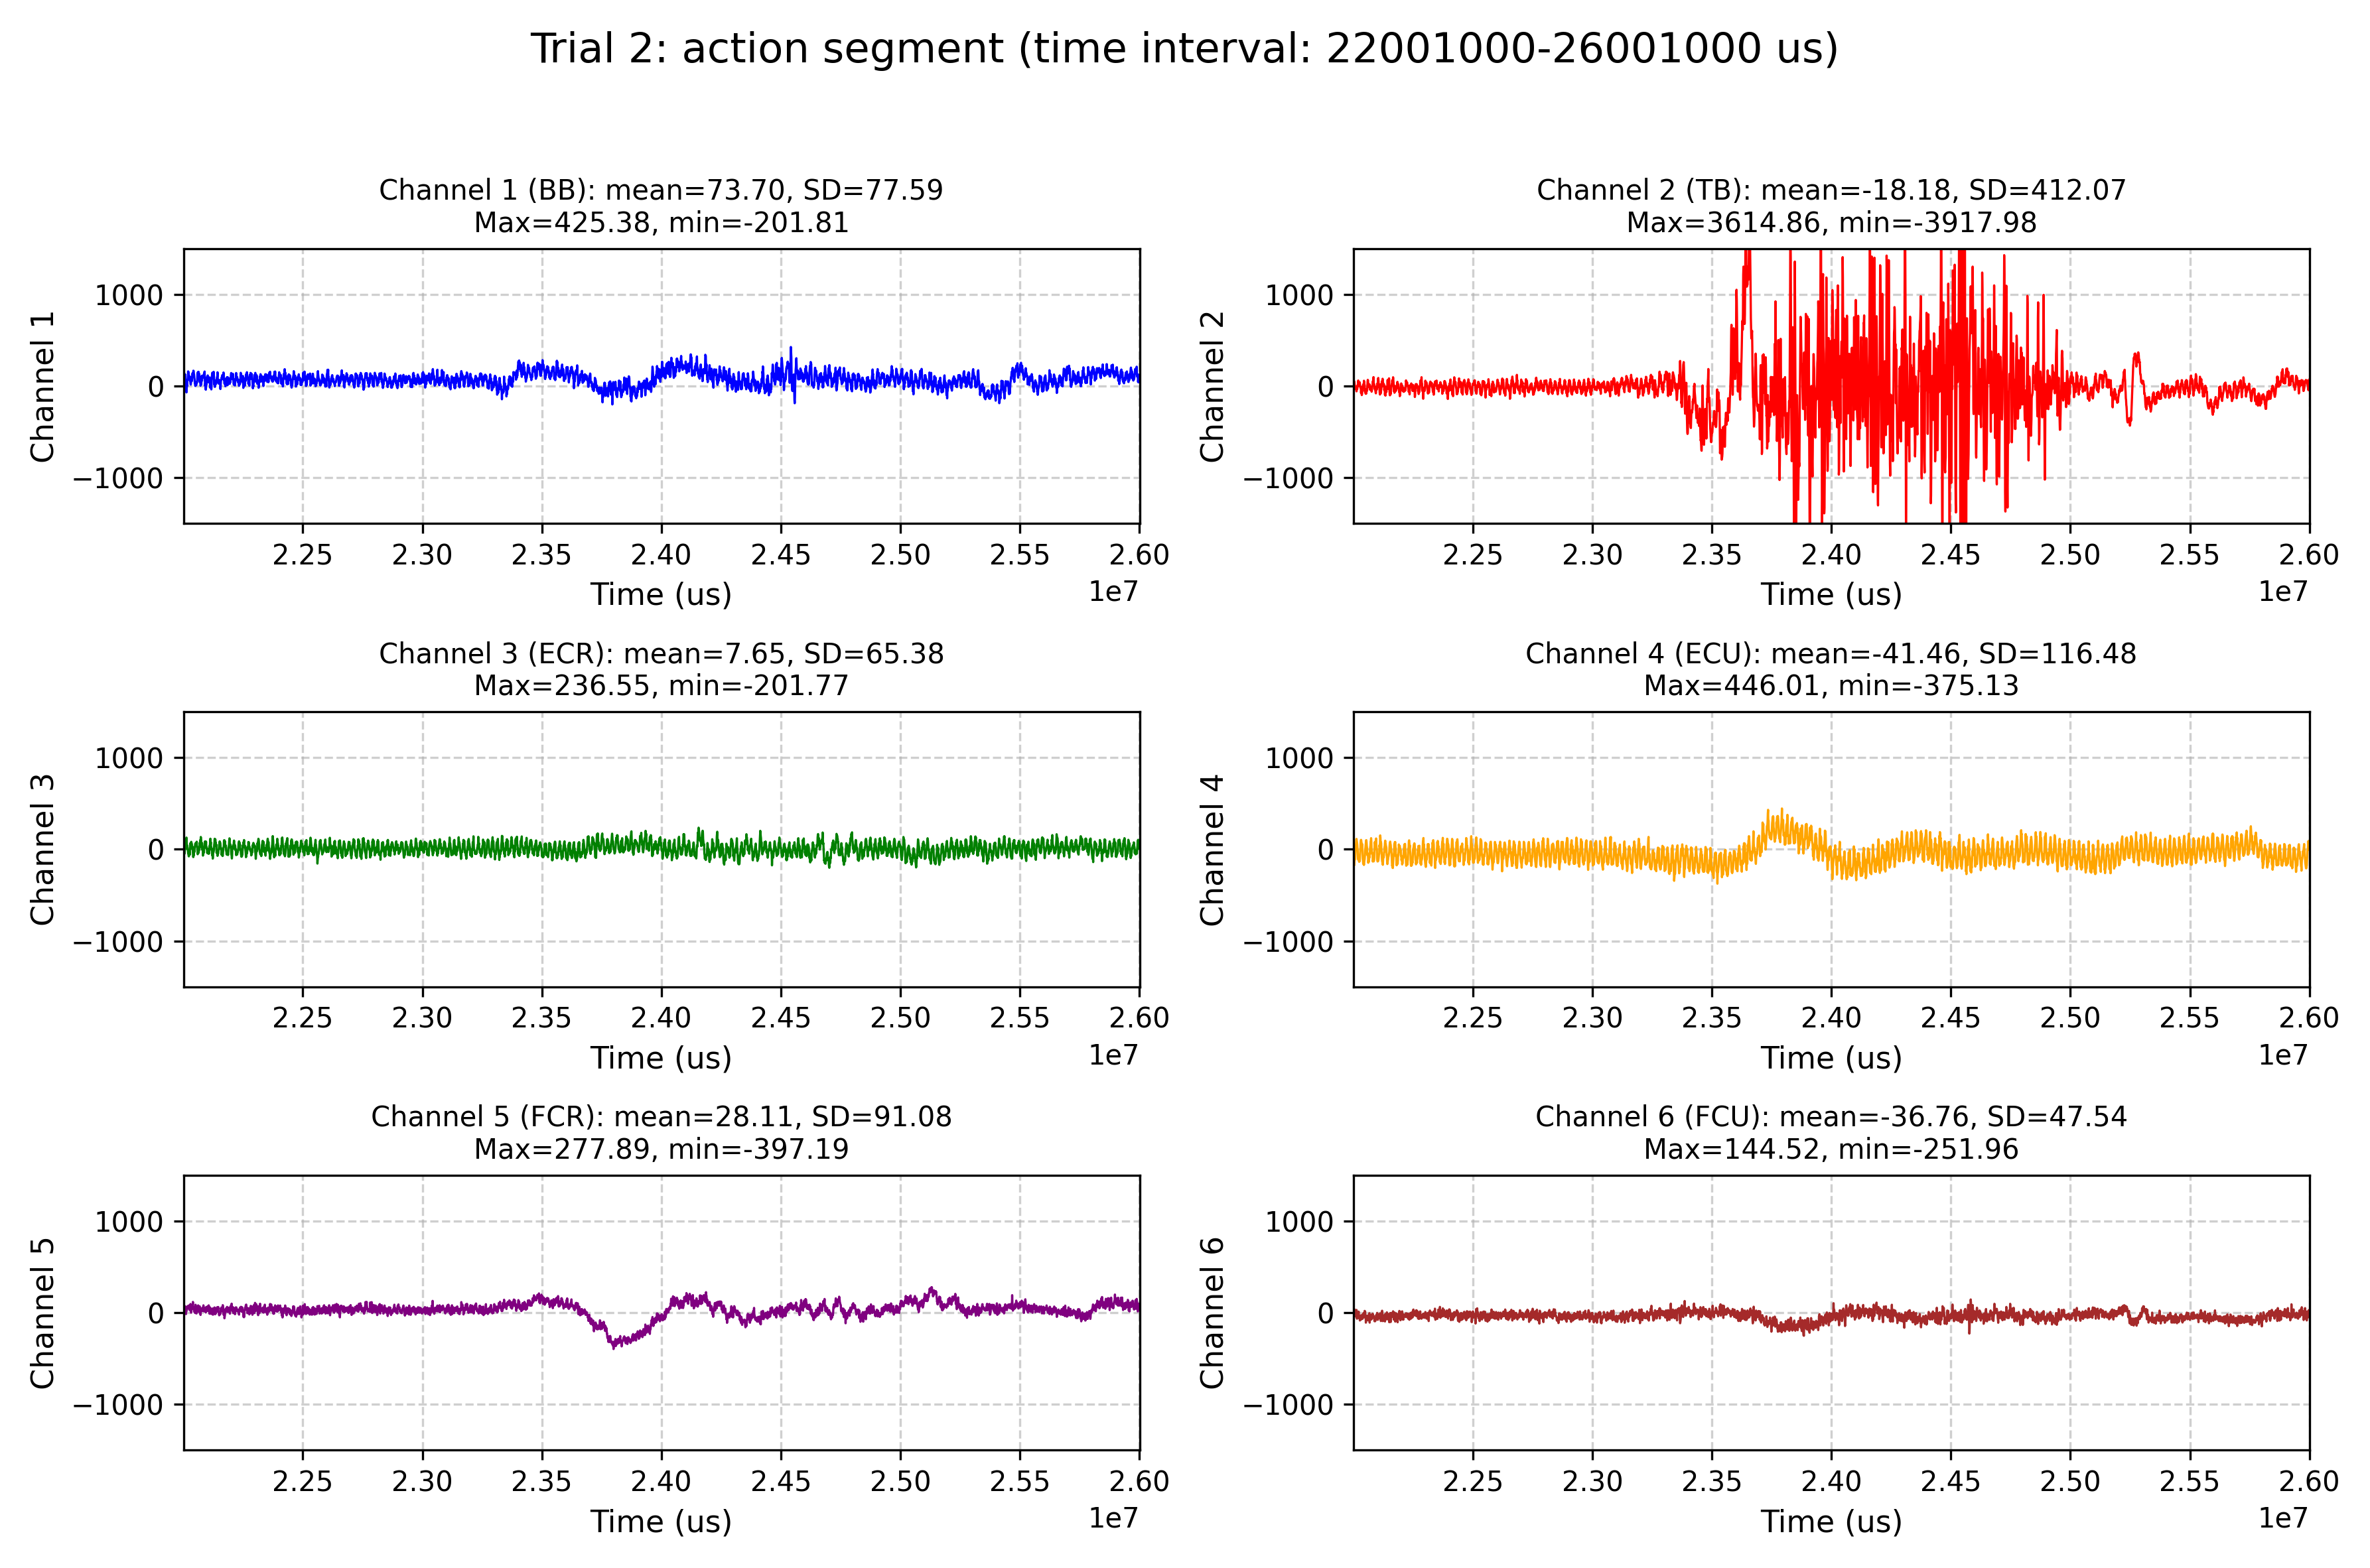 Trial 2: action segment (time interval: 22001000-26001000 us)
Channel 1 (BB): mean=73.70, SD=77.59
Max=425.38, min=-201.81
Channel 1
1000
0
−1000
2.25 2.30 2.35 2.40 2.45 2.50 2.55 2.60
Time (us)
1e7
Channel 2 (TB): mean=-18.18, SD=412.07
Max=3614.86, min=-3917.98
Channel 2
1000
0
−1000
2.25 2.30 2.35 2.40 2.45 2.50 2.55 2.60
Time (us)
1e7
Channel 3 (ECR): mean=7.65, SD=65.38
Max=236.55, min=-201.77
Channel 3
1000
0
−1000
2.25 2.30 2.35 2.40 2.45 2.50 2.55 2.60
Time (us)
1e7
Channel 4 (ECU): mean=-41.46, SD=116.48
Max=446.01, min=-375.13
Channel 4
1000
0
−1000
2.25 2.30 2.35 2.40 2.45 2.50 2.55 2.60
Time (us)
1e7
Channel 5 (FCR): mean=28.11, SD=91.08
Max=277.89, min=-397.19
Channel 5
1000
0
−1000
2.25 2.30 2.35 2.40 2.45 2.50 2.55 2.60
Time (us)
1e7
Channel 6 (FCU): mean=-36.76, SD=47.54
Max=144.52, min=-251.96
Channel 6
1000
0
−1000
2.25 2.30 2.35 2.40 2.45 2.50 2.55 2.60
Time (us)
1e7